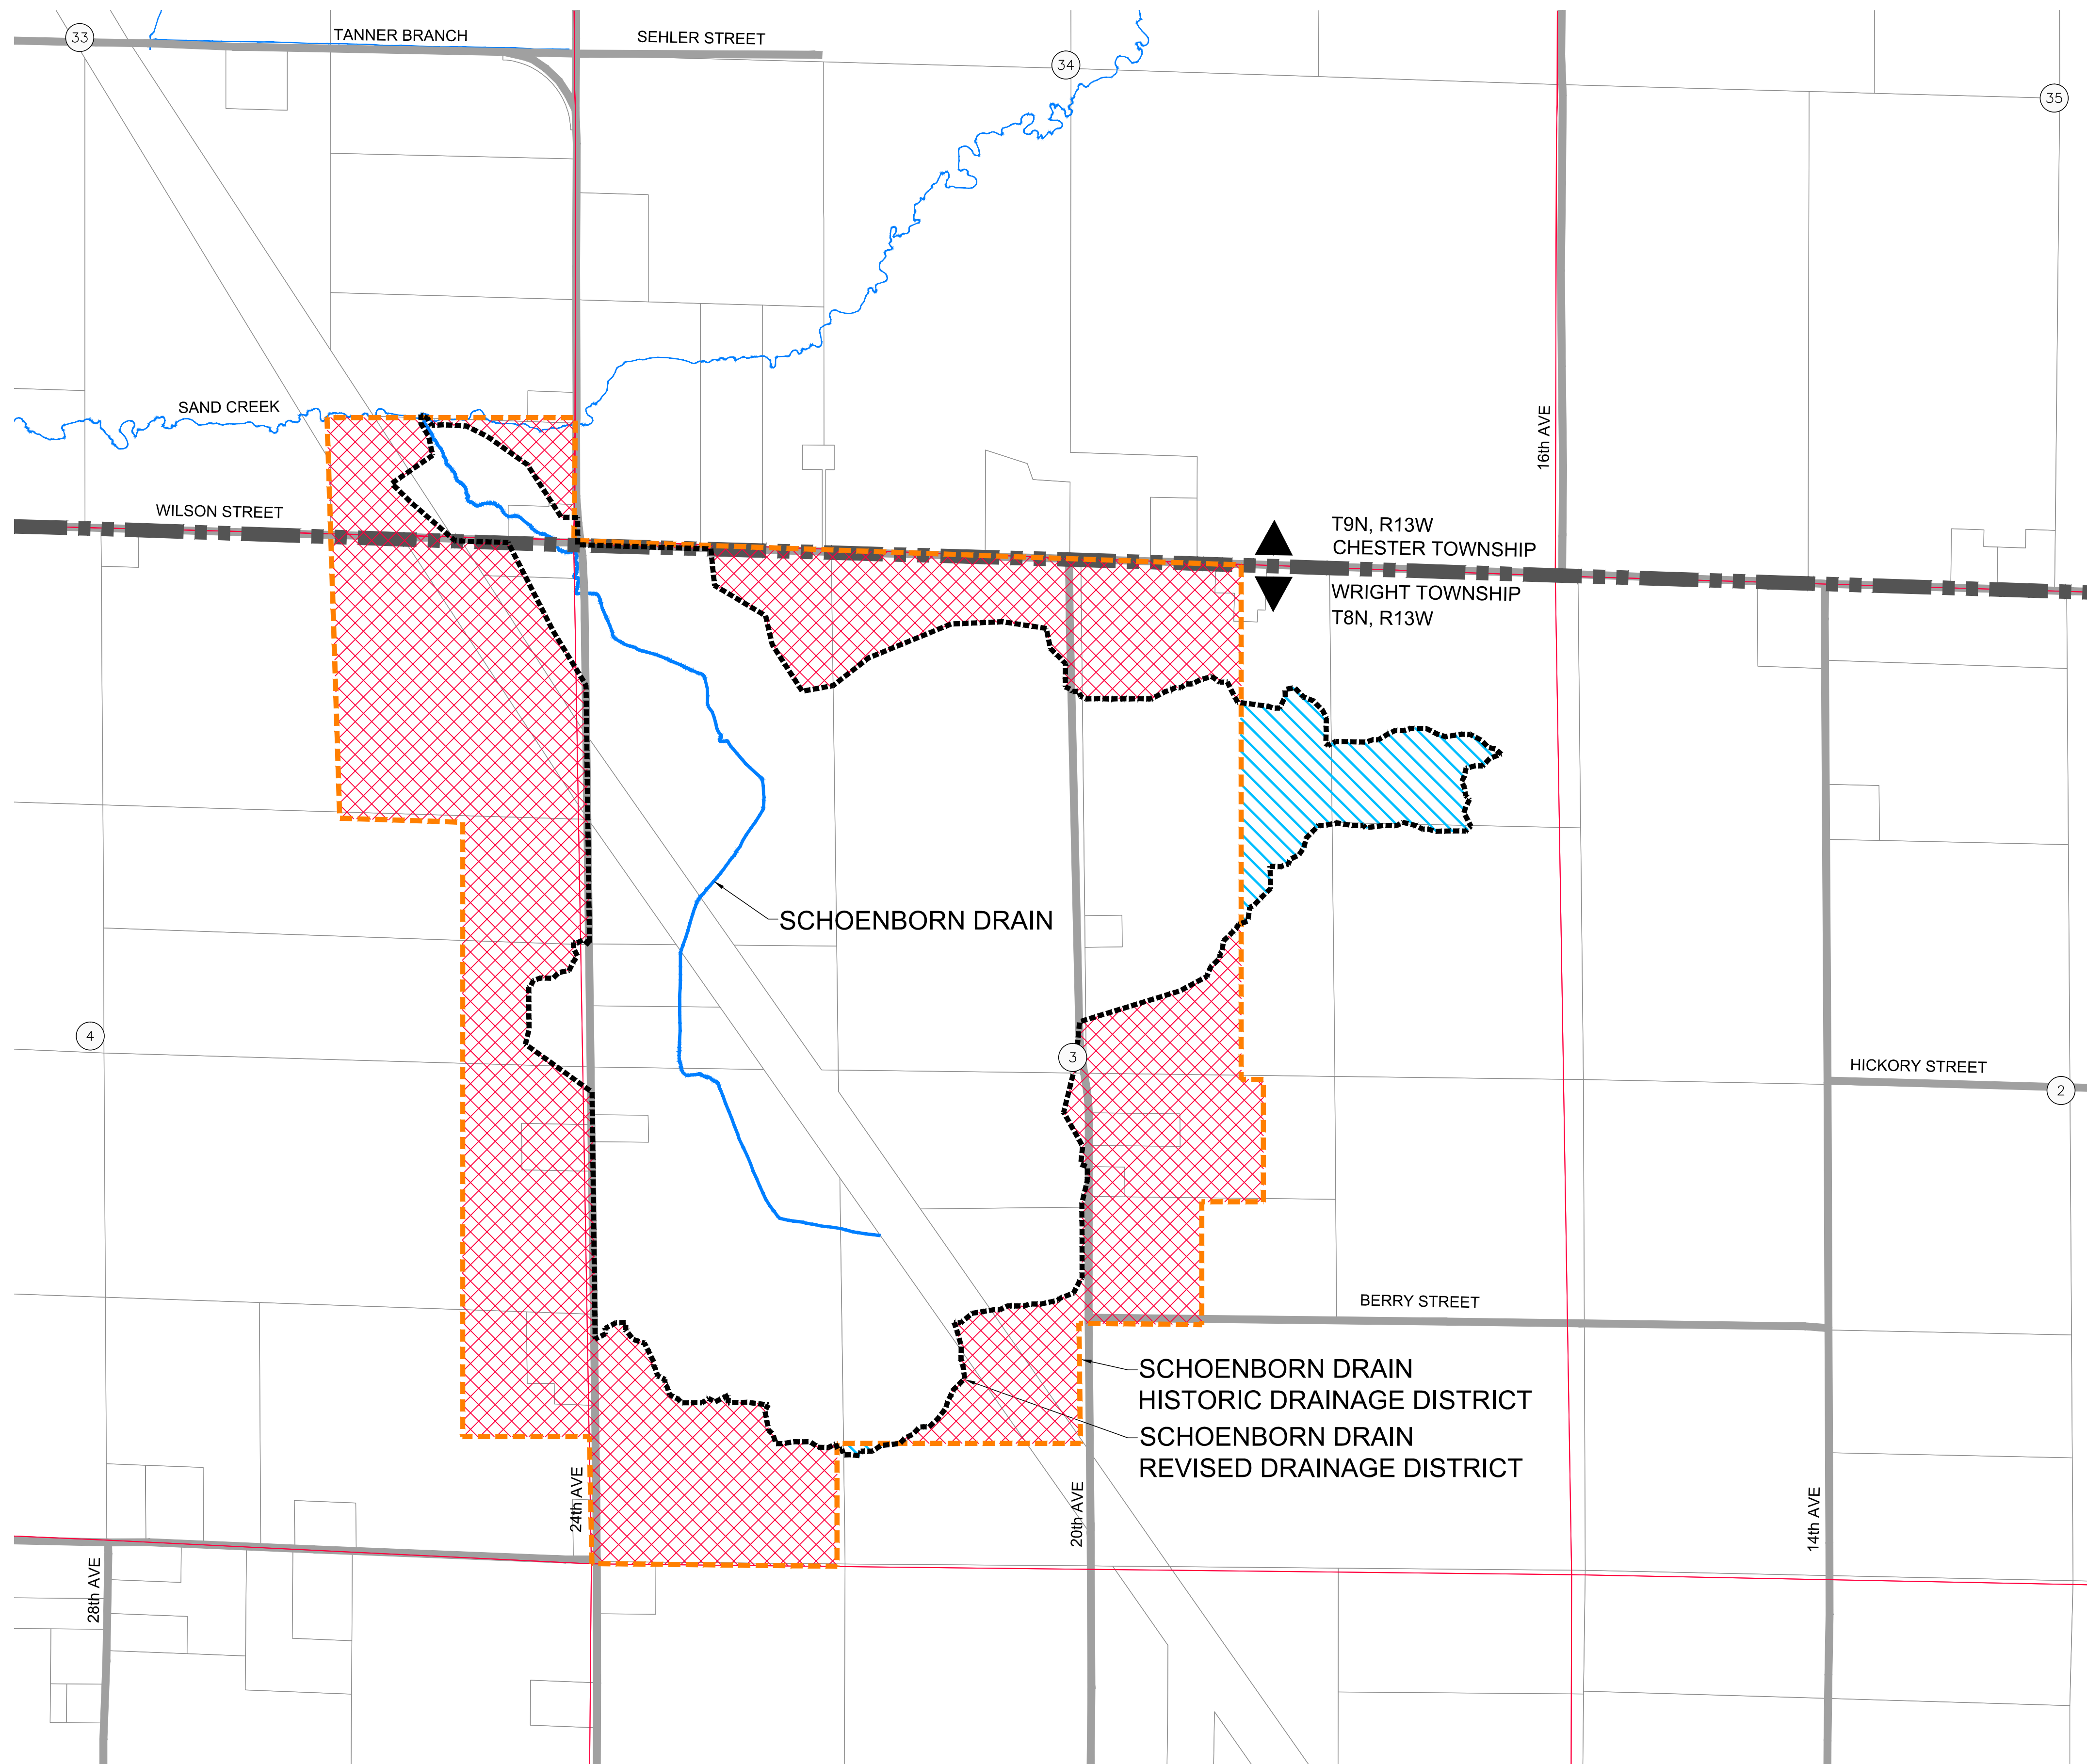 33
TANNER BRANCH
SEHLER STREET
34
35
SAND CREEK
16th AVE
WILSON STREET
T9N, R13W
CHESTER TOWNSHIP
WRIGHT TOWNSHIP
T8N, R13W
SCHOENBORN DRAIN
4
3
HICKORY STREET
2
BERRY STREET
SCHOENBORN DRAIN
HISTORIC DRAINAGE DISTRICT
SCHOENBORN DRAIN
REVISED DRAINAGE DISTRICT
24th AVE
20th AVE
14th AVE
28th AVE